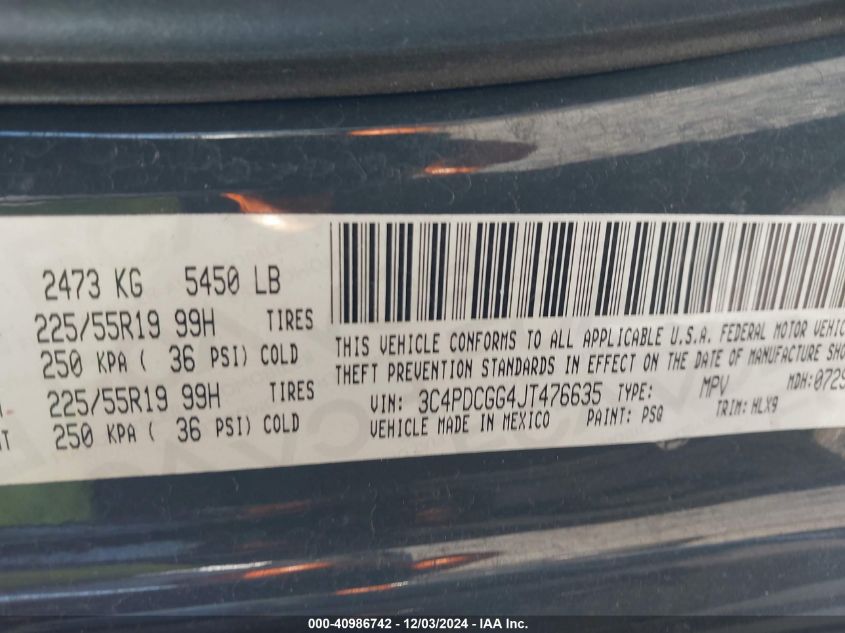 2473 KG 5450 LB
225/55R19 99H TIRES
250 KPA ( 36 PSI) COLD
225/55R19 99H TIRES
250 KPA ( 36 PSI) COLD
THIS VEHICLE CONFORMS TO ALL APPLICABLE U.S.A. FEDERAL MOTOR VEHIC
THEFT PREVENTION STANDARDS IN EFFECT ON THE DATE OF MANUFACTURE SHO
VIN: 3C4PDCGG4JT476635 TYPE: MPV MDH:0729
VEHICLE MADE IN MEXICO PAINT: PSQ TRIM: HLX9
000-40986742 - 12/03/2024 - IAA Inc.